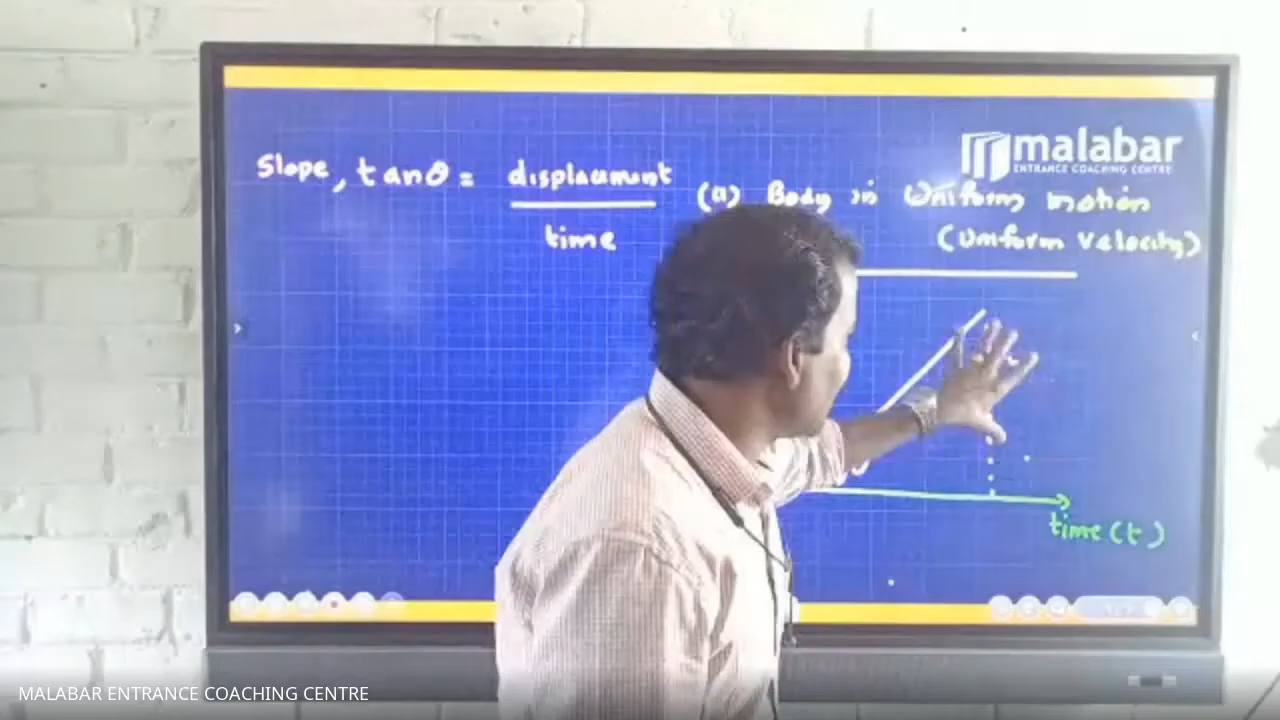 malabar
ENTRANCE COACHING CENTRE
Slope, tanθ = displacement
time
(a) Body in Uniform motion
(Uniform velocity)
time (t)
MALABAR ENTRANCE COACHING CENTRE